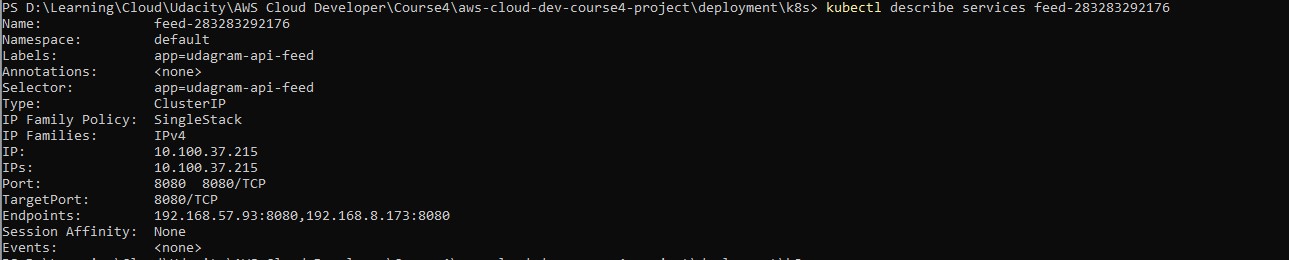 PS D:\Learning\Cloud\Udacity\AWS Cloud Developer\Course4\aws-cloud-dev-course4-project\deployment\k8s> kubectl describe services feed-283283292176
Name:              feed-283283292176
Namespace:         default
Labels:            app=udagram-api-feed
Annotations:       <none>
Selector:          app=udagram-api-feed
Type:              ClusterIP
IP Family Policy:  SingleStack
IP Families:       IPv4
IP:                10.100.37.215
IPs:               10.100.37.215
Port:              8080  8080/TCP
TargetPort:        8080/TCP
Endpoints:         192.168.57.93:8080,192.168.8.173:8080
Session Affinity:  None
Events:            <none>